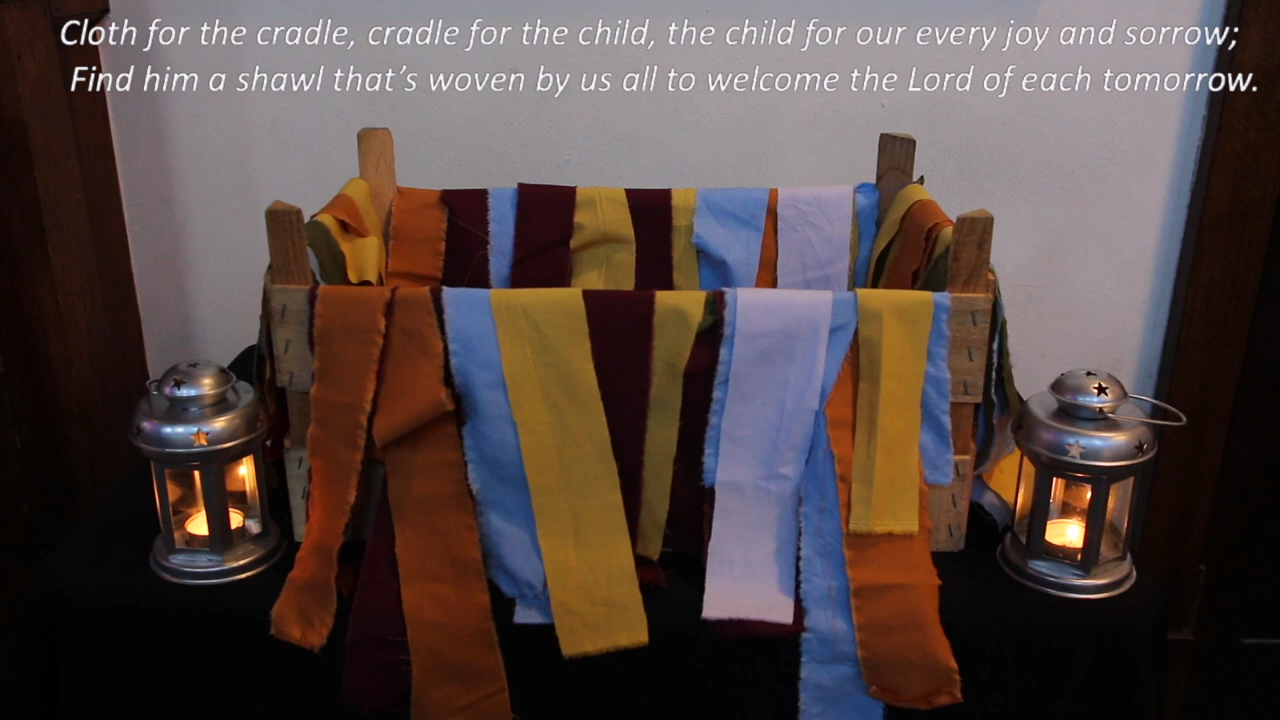 Cloth for the cradle, cradle for the child, the child for our every joy and sorrow;
Find him a shawl that’s woven by us all to welcome the Lord of each tomorrow.